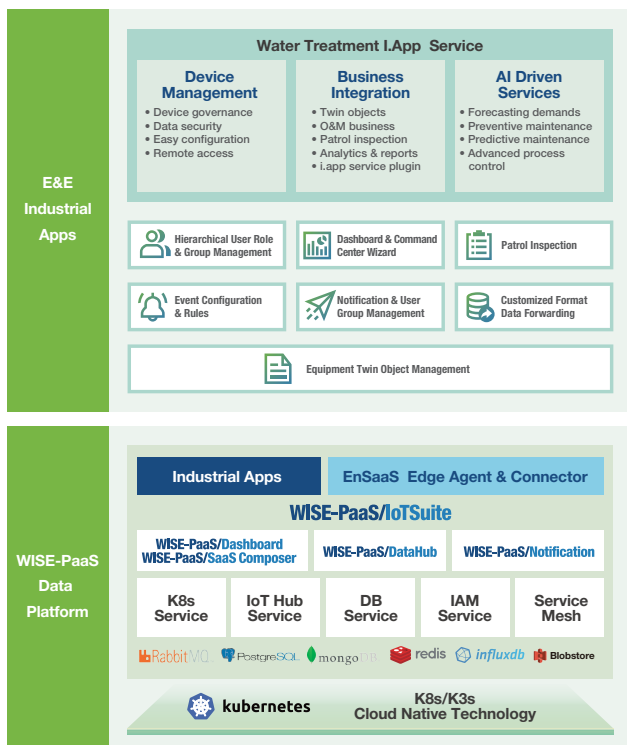 E&E
Industrial
Apps
Water Treatment I.App Service
Device
Management
• Device governance
• Data security
• Easy configuration
• Remote access
Business
Integration
• Twin objects
• O&M business
• Patrol inspection
• Analytics & reports
• i.app service plugin
AI Driven
Services
• Forecasting demands
• Preventive maintenance
• Predictive maintenance
• Advanced process
control
Hierarchical User Role
& Group Management
Dashboard & Command
Center Wizard
Patrol Inspection
Event Configuration
& Rules
Notification & User
Group Management
Customized Format
Data Forwarding
Equipment Twin Object Management
WISE-PaaS
Data
Platform
Industrial Apps
EnSaaS Edge Agent & Connector
WISE-PaaS/IoTSuite
WISE-PaaS/Dashboard
WISE-PaaS/SaaS Composer
WISE-PaaS/DataHub
WISE-PaaS/Notification
K8s
Service
IoT Hub
Service
DB
Service
IAM
Service
Service
Mesh
RabbitMQ
PostgreSQL
mongoDB
redis
influxdb
Blobstore
kubernetes
K8s/K3s
Cloud Native Technology